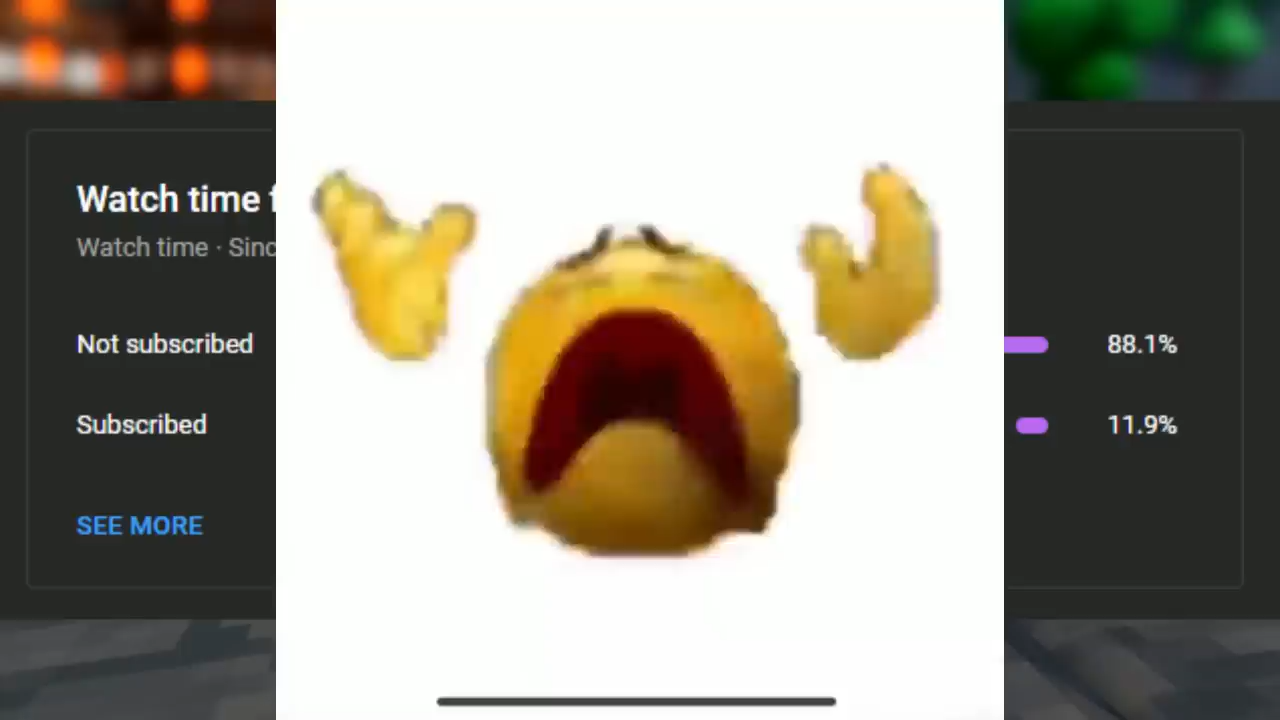 Watch time
Watch time · Sinc
Not subscribed 88.1%
Subscribed 11.9%
SEE MORE